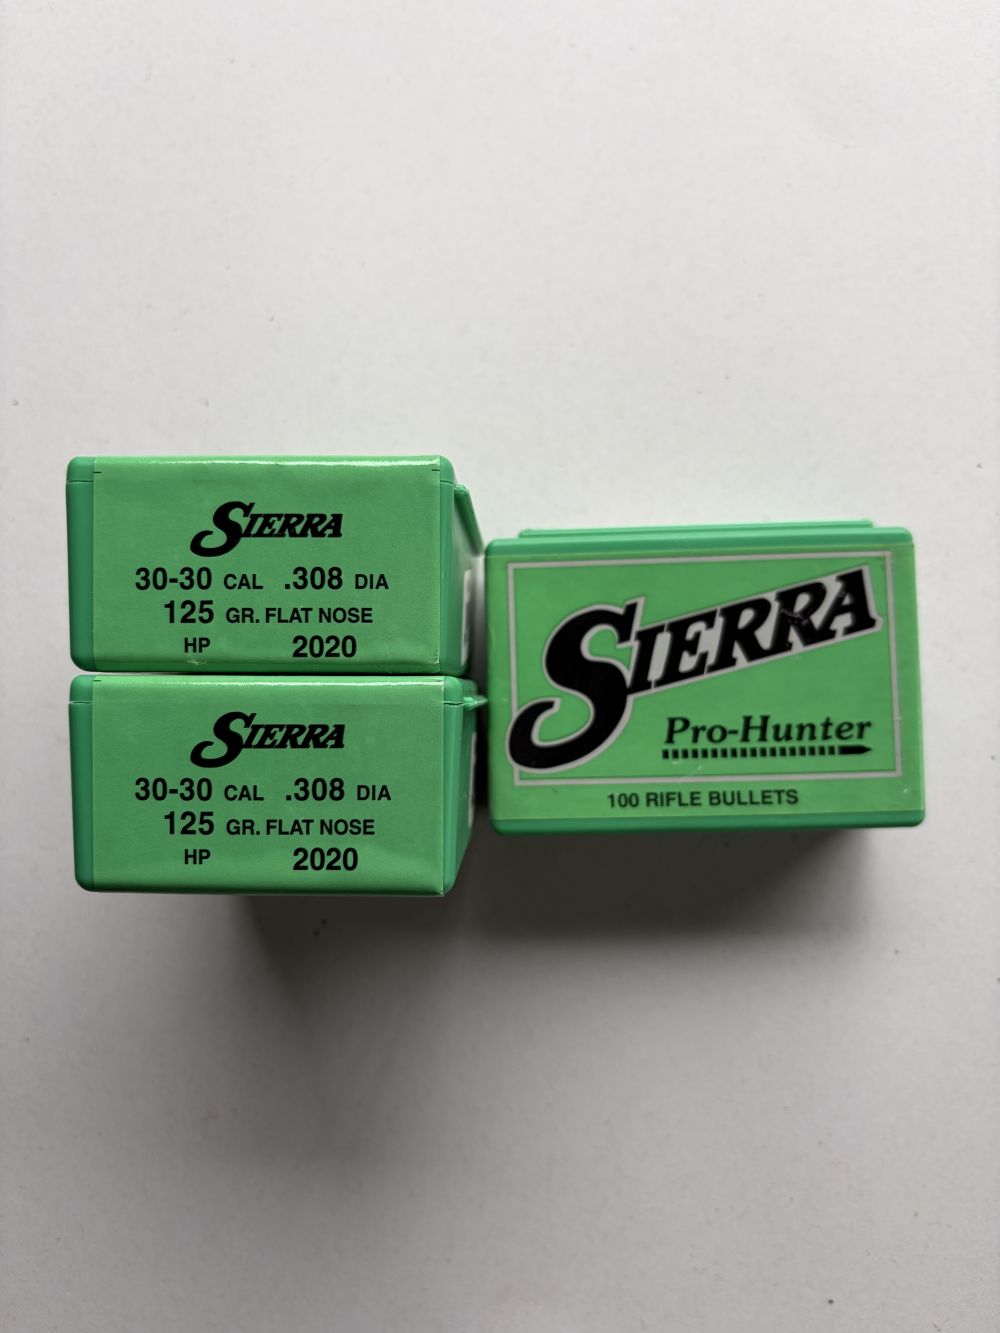 SIERRA
30-30 CAL .308 DIA
125 GR. FLAT NOSE
HP 2020
SIERRA
30-30 CAL .308 DIA
125 GR. FLAT NOSE
HP 2020
SIERRA
Pro-Hunter
100 RIFLE BULLETS